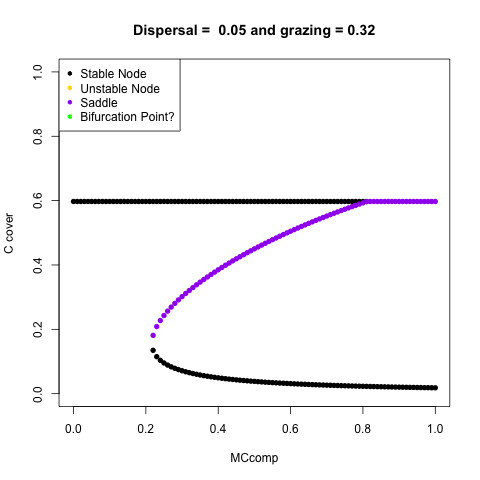 Dispersal =  0.05 and grazing = 0.32
Stable Node
Unstable Node
Saddle
Bifurcation Point?
C cover
1.0
0.8
0.6
0.4
0.2
0.0
0.0 0.2 0.4 0.6 0.8 1.0
MCcomp